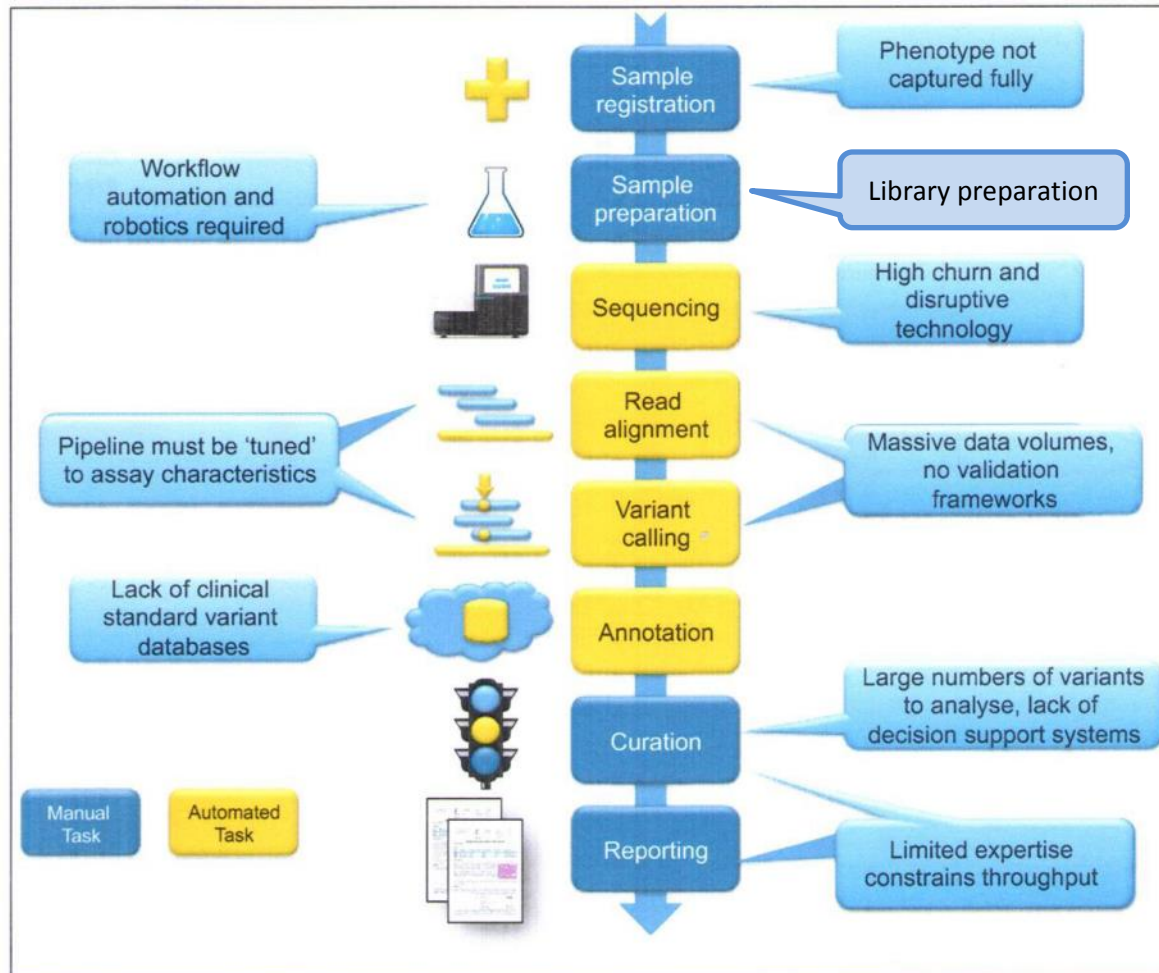 Sample
registration
Phenotype not
captured fully
Workflow
automation and
robotics required
Sample
preparation
Library preparation
Sequencing
High churn and
disruptive
technology
Read
alignment
Pipeline must be ‘tuned’
to assay characteristics
Massive data volumes,
no validation
frameworks
Variant
calling
Lack of clinical
standard variant
databases
Annotation
Large numbers of variants
to analyse, lack of
decision support systems
Curation
Manual
Task
Automated
Task
Reporting
Limited expertise
constrains throughput